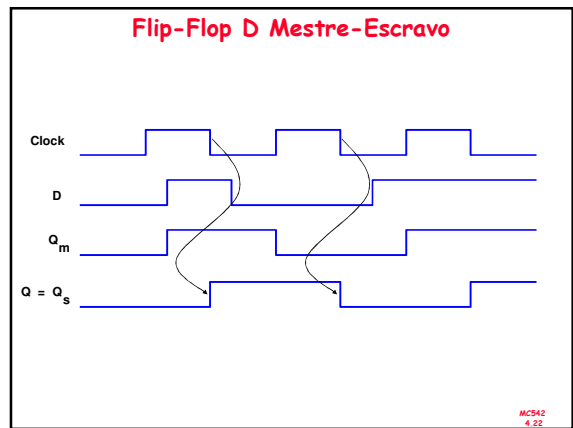 Flip-Flop D Mestre-Escravo
Clock
D
Qm
Q = Qs
MC542
4.22